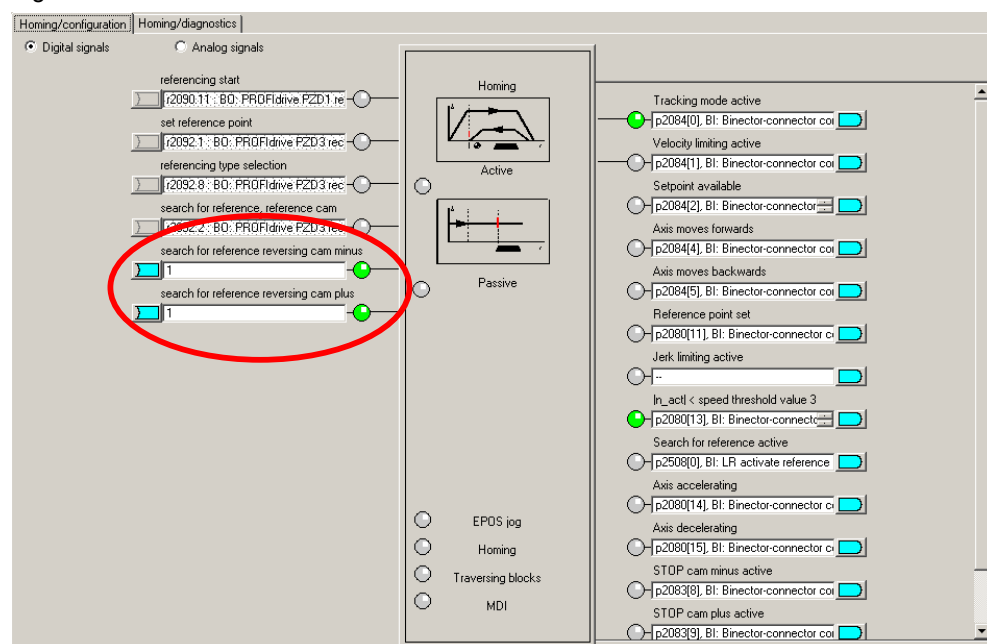 Homing/configuration
Homing/diagnostics
Digital signals
Analog signals
referencing start
r2090.11 : BO: PROFIdrive PZD1 re
set reference point
r2092.1 : BO: PROFIdrive PZD3 rec
referencing type selection
r2092.8 : BO: PROFIdrive PZD3 rec
search for reference, reference cam
r2092.2 : BO: PROFIdrive PZD3 rec
search for reference reversing cam minus
1
search for reference reversing cam plus
1
Homing
Active
Passive
EPOS jog
Homing
Traversing blocks
MDI
Tracking mode active
p2084[0], BI: Binector-connector co
Velocity limiting active
p2084[1], BI: Binector-connector co
Setpoint available
p2084[2], BI: Binector-connector
Axis moves forwards
p2084[4], BI: Binector-connector co
Axis moves backwards
p2084[5], BI: Binector-connector co
Reference point set
p2080[11], BI: Binector-connector c
Jerk limiting active
--
|n_act| < speed threshold value 3
p2080[13], BI: Binector-connecto
Search for reference active
p2508[0], BI: LR activate reference
Axis accelerating
p2080[14], BI: Binector-connector c
Axis decelerating
p2080[15], BI: Binector-connector c
STOP cam minus active
p2083[8], BI: Binector-connector co
STOP cam plus active
p2083[9], BI: Binector-connector co